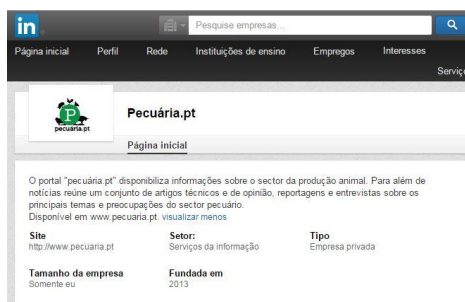 in
Pesquise empresas...
Página inicial Perfil Rede Instituições de ensino Empregos Interesses
Serviç
P
pecuária.pt
Pecuária.pt
Página inicial
O portal "pecuária.pt" disponibiliza informações sobre o sector da produção animal. Para além de
notícias reúne um conjunto de artigos técnicos e de opinião, reportagens e entrevistas sobre os
principais temas e preocupações do sector pecuário.
Disponível em www.pecuaria.pt. visualizar menos
Site Setor: Tipo
http://www.pecuaria.pt Serviços da informação Empresa privada
Tamanho da empresa Fundada em
Somente eu 2013